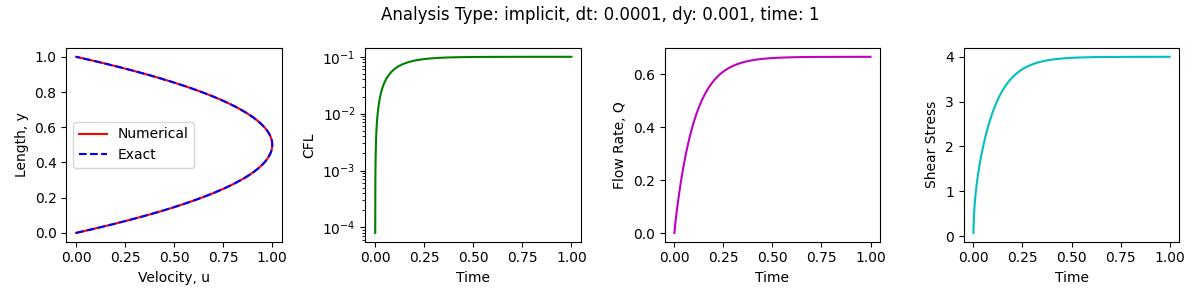 Analysis Type: implicit, dt: 0.0001, dy: 0.001, time: 1
Length, y
1.0
0.8
0.6
0.4
0.2
0.0
Numerical
Exact
0.00 0.25 0.50 0.75 1.00
Velocity, u
CFL
10⁻¹
10⁻²
10⁻³
10⁻⁴
0.00 0.25 0.50 0.75 1.00
Time
Flow Rate, Q
0.6
0.4
0.2
0.0
0.00 0.25 0.50 0.75 1.00
Time
Shear Stress
4
3
2
1
0
0.00 0.25 0.50 0.75 1.00
Time